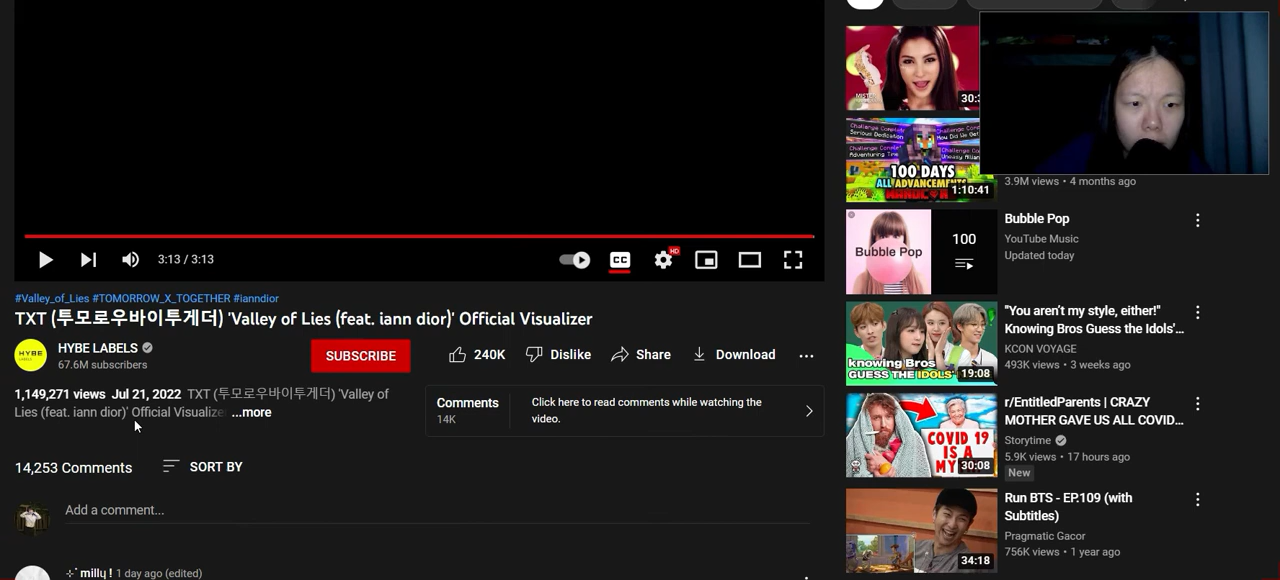 3:13 / 3:13
CC
HD
#Valley_of_Lies #TOMORROW_X_TOGETHER #ianndior
TXT (투모로우바이투게더) 'Valley of Lies (feat. iann dior)' Official Visualizer
HYBE LABELS
HYBE LABELS
67.6M subscribers
SUBSCRIBE
240K
Dislike
Share
Download
1,149,271 views Jul 21, 2022 TXT (투모로우바이투게더) 'Valley of
Lies (feat. iann dior)' Official Visualizer ...more
Comments
14K
Click here to read comments while watching the
video.
14,253 Comments
SORT BY
Add a comment...
milly ! 1 day ago (edited)
100 DAYS
ALL ADVANCEMENTS
1:10:41
3.9M views • 4 months ago
Bubble Pop
100
Bubble Pop
YouTube Music
Updated today
knowing Bros
GUESS THE IDOLS'
19:08
"You aren't my style, either!"
Knowing Bros Guess the Idols'...
KCON VOYAGE
493K views • 3 weeks ago
COVID 19
IS A
30:08
r/EntitledParents | CRAZY
MOTHER GAVE US ALL COVID...
Storytime
5.9K views • 17 hours ago
New
34:18
Run BTS - EP.109 (with
Subtitles)
Pragmatic Gacor
756K views • 1 year ago